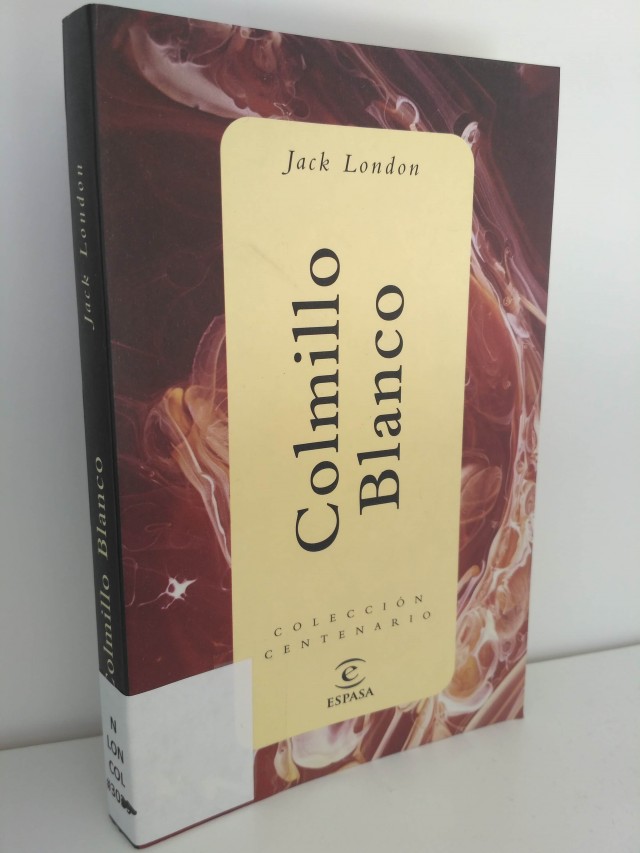 Jack London
Colmillo
Blanco
COLECCIÓN
CENTENARIO
ESPASA
Jack London
Colmillo Blanco
N
LON
COL